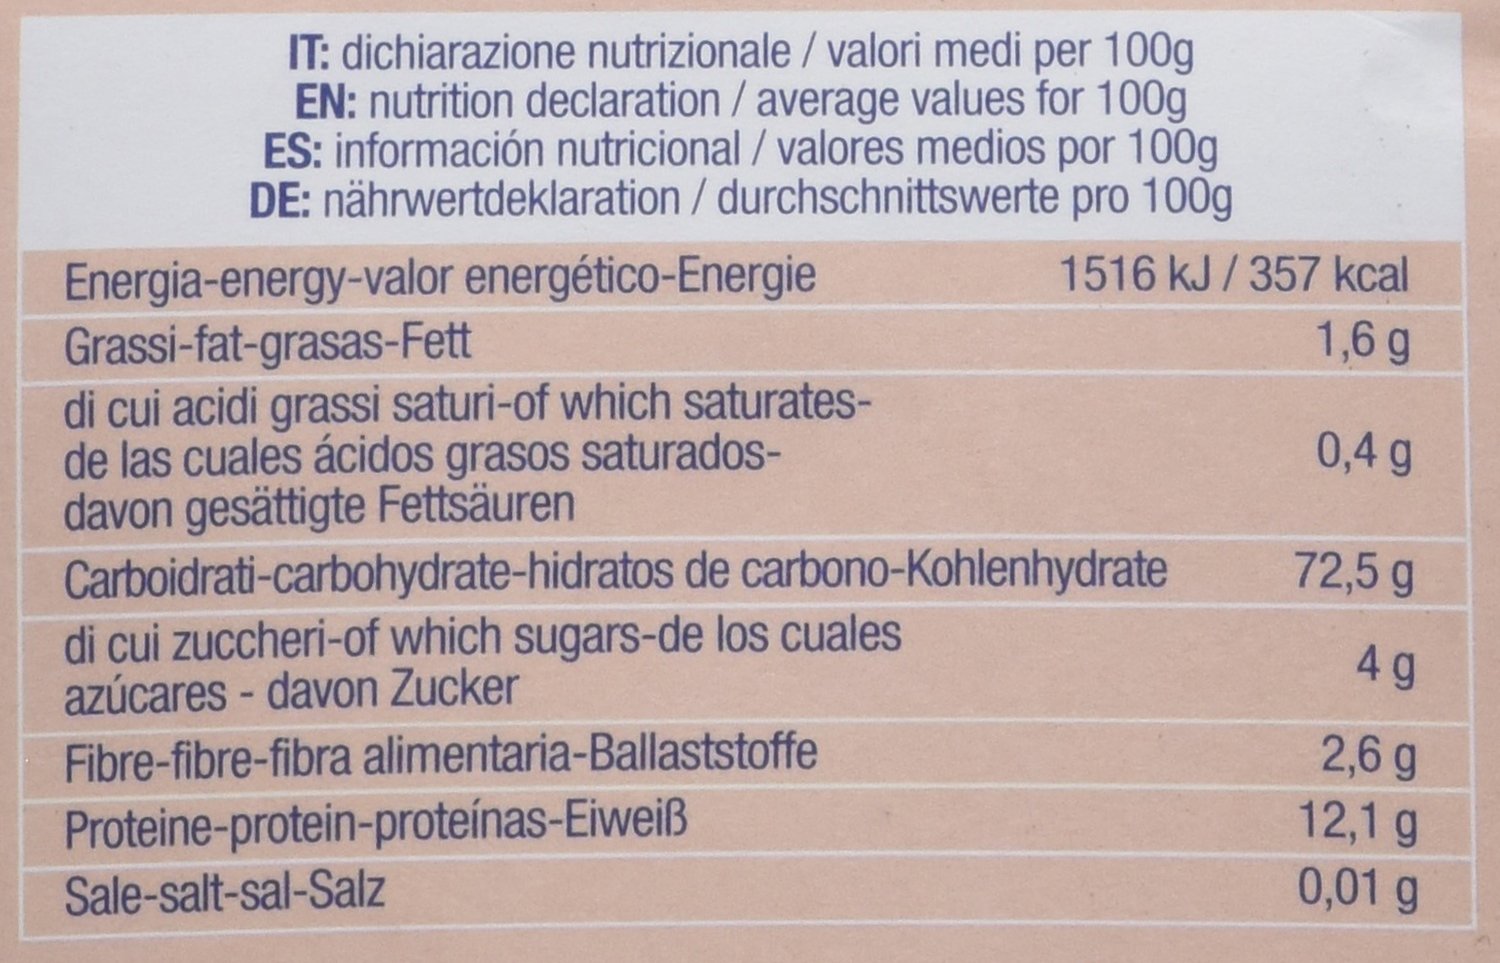 IT: dichiarazione nutrizionale / valori medi per 100g
EN: nutrition declaration / average values for 100g
ES: información nutricional / valores medios por 100g
DE: nährwertdeklaration / durchschnittswerte pro 100g
Energia-energy-valor energético-Energie 1516 kJ / 357 kcal
Grassi-fat-grasas-Fett 1,6 g
di cui acidi grassi saturi-of which saturates-
de las cuales ácidos grasos saturados- 0,4 g
davon gesättigte Fettsäuren
Carboidrati-carbohydrate-hidratos de carbono-Kohlenhydrate 72,5 g
di cui zuccheri-of which sugars-de los cuales
azúcares - davon Zucker 4 g
Fibre-fibre-fibra alimentaria-Ballaststoffe 2,6 g
Proteine-protein-proteínas-Eiweiß 12,1 g
Sale-salt-sal-Salz 0,01 g